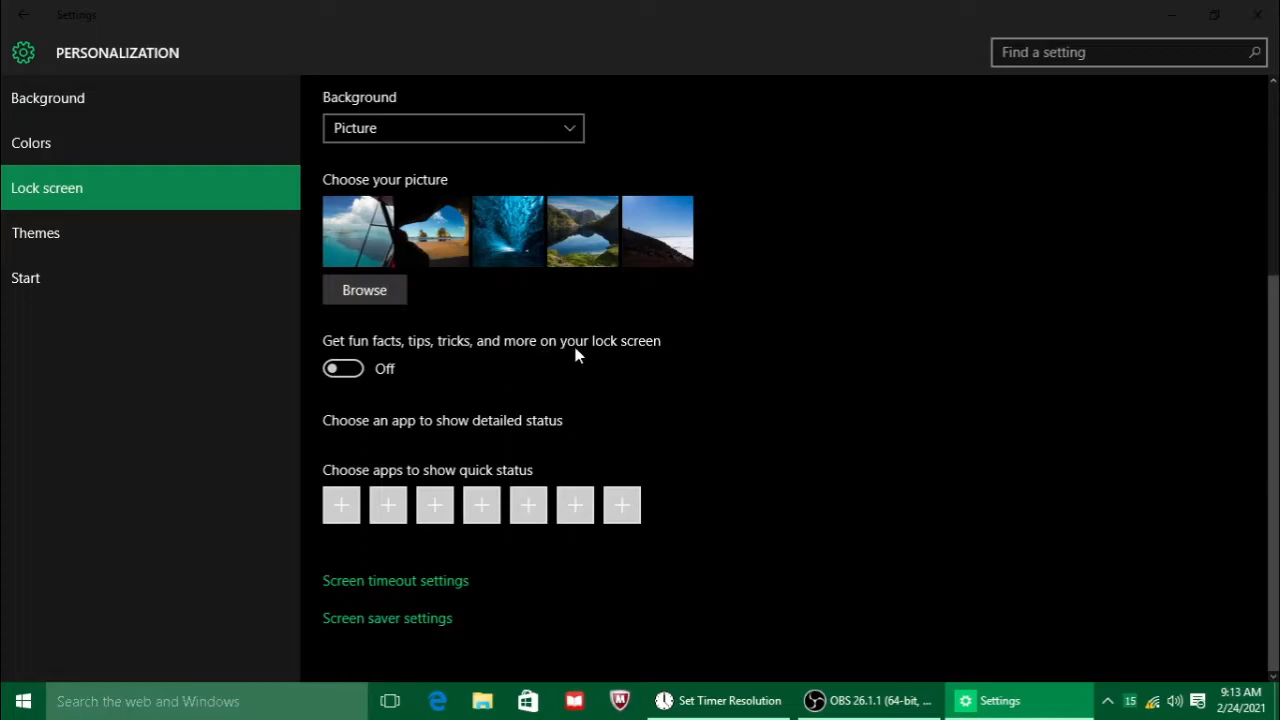 Settings
PERSONALIZATION
Find a setting
Background
Colors
Lock screen
Themes
Start
Background
Picture
Choose your picture
Browse
Get fun facts, tips, tricks, and more on your lock screen
Off
Choose an app to show detailed status
Choose apps to show quick status
Screen timeout settings
Screen saver settings
Search the web and Windows
Set Timer Resolution
OBS 26.1.1 (64-bit, ...
Settings
15
9:13 AM
2/24/2021